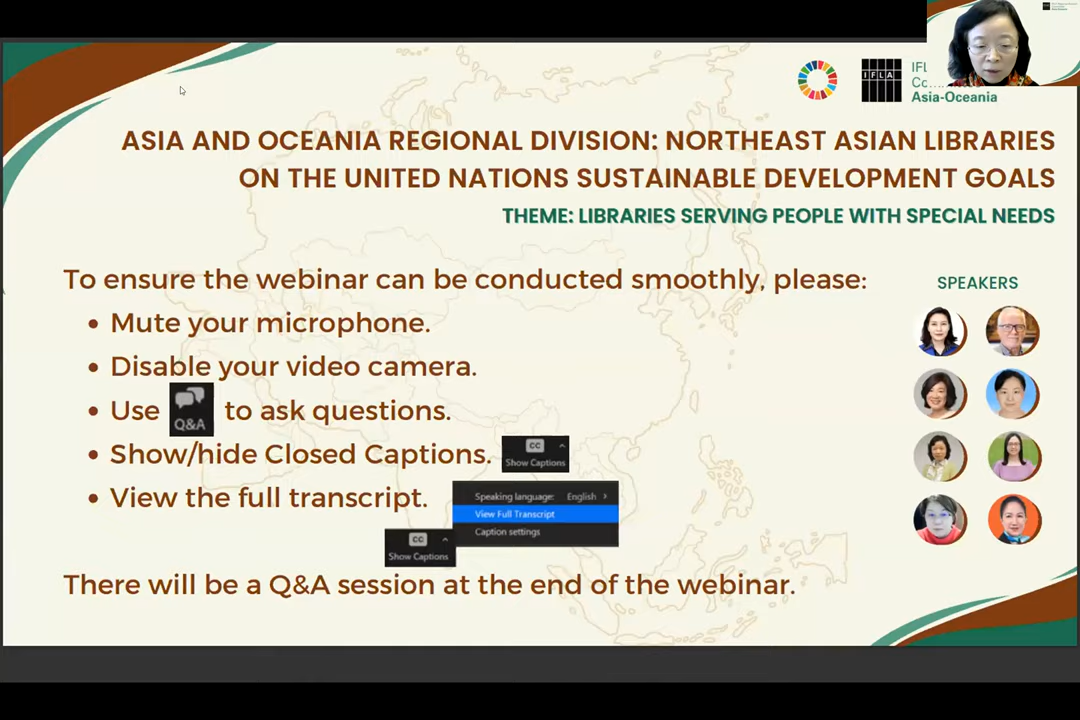 IFLA
Asia-Oceania
ASIA AND OCEANIA REGIONAL DIVISION: NORTHEAST ASIAN LIBRARIES
ON THE UNITED NATIONS SUSTAINABLE DEVELOPMENT GOALS
THEME: LIBRARIES SERVING PEOPLE WITH SPECIAL NEEDS
To ensure the webinar can be conducted smoothly, please:
SPEAKERS
• Mute your microphone.
• Disable your video camera.
• Use Q&A to ask questions.
• Show/hide Closed Captions.
CC
Show Captions
• View the full transcript.
Speaking language: English >
View Full Transcript
Caption settings
CC
Show Captions
There will be a Q&A session at the end of the webinar.